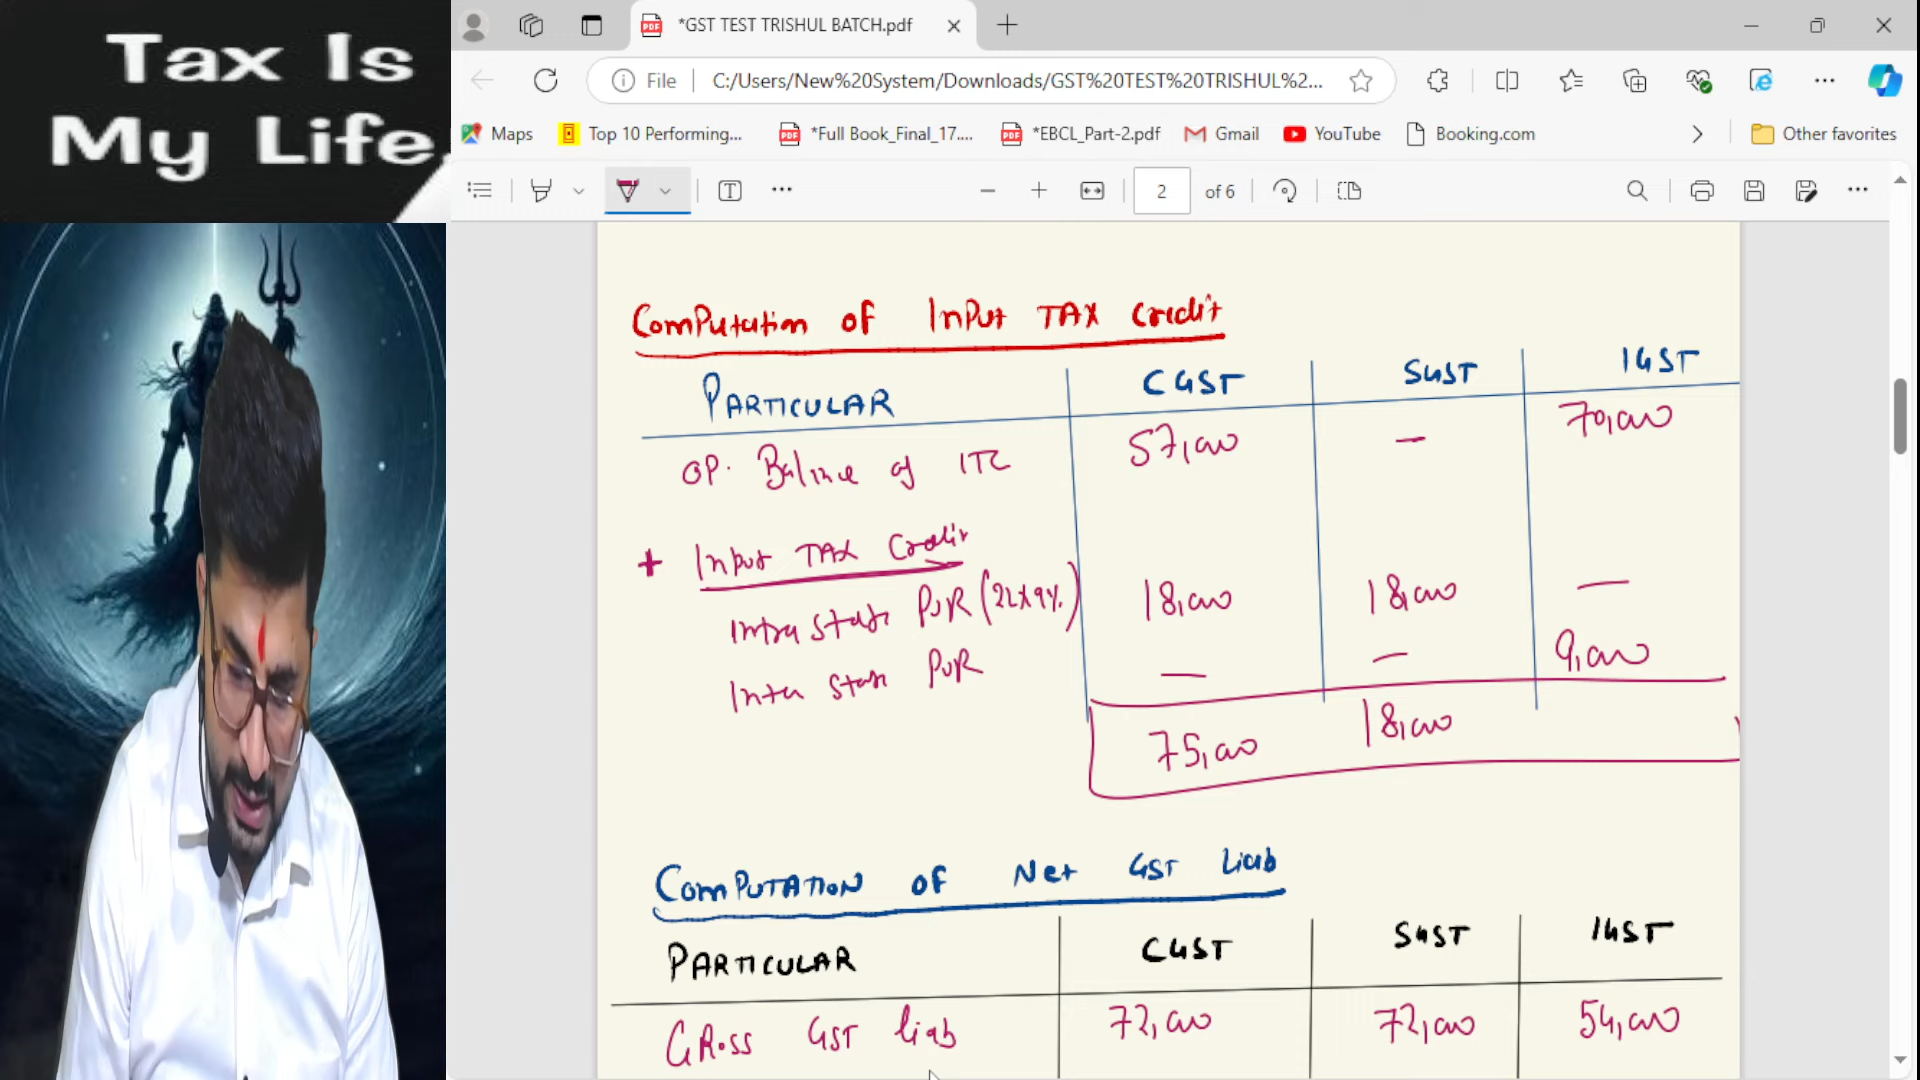 Tax Is
My Life.
*GST TEST TRISHUL BATCH.pdf
File
C:/Users/New%20System/Downloads/GST%20TEST%20TRISHUL%2...
Maps
Top 10 Performing...
*Full Book_Final_17....
*EBCL_Part-2.pdf
Gmail
YouTube
Booking.com
Other favorites
2 of 6
Computation of Input TAX Credit
PARTICULAR CGST SGST IGST
OP. Balance of ITC 57,000 — 70,000
+ Input TAX Credit
Intra State PUR (2L×9%) 18,000 18,000 —
Inter State PUR — — 9,000
75,000 18,000
COMPUTATION OF Net GST Liab
PARTICULAR CGST SGST IGST
GROSS GST liab 72,000 72,000 54,000